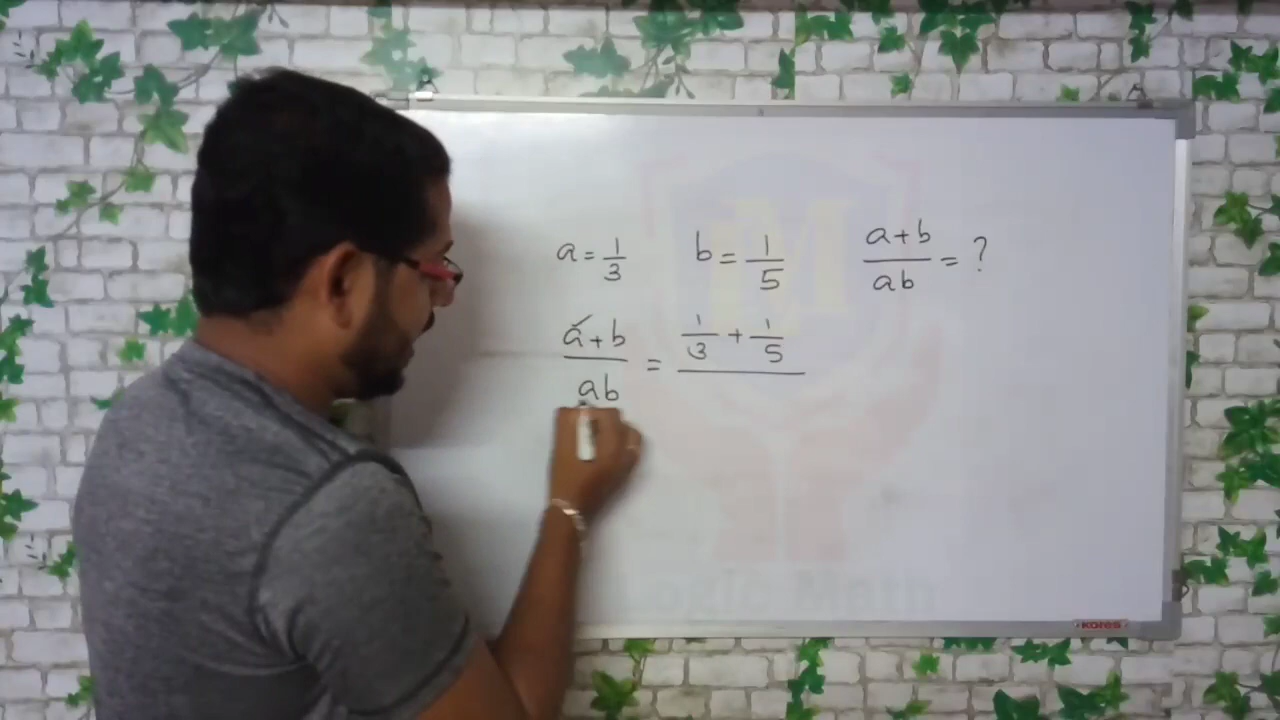 a = 1/3 b = 1/5 (a+b)/(ab) = ?
(a+b)/(ab) = (1/3 + 1/5)/
M
KORES